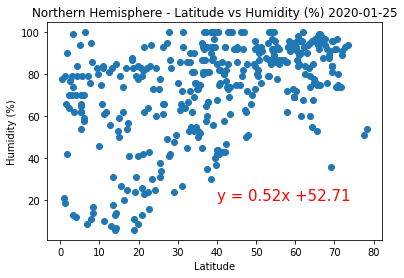 Northern Hemisphere - Latitude vs Humidity (%) 2020-01-25
100
80
60
40
20
Humidity (%)
y = 0.52x +52.71
0 10 20 30 40 50 60 70 80
Latitude